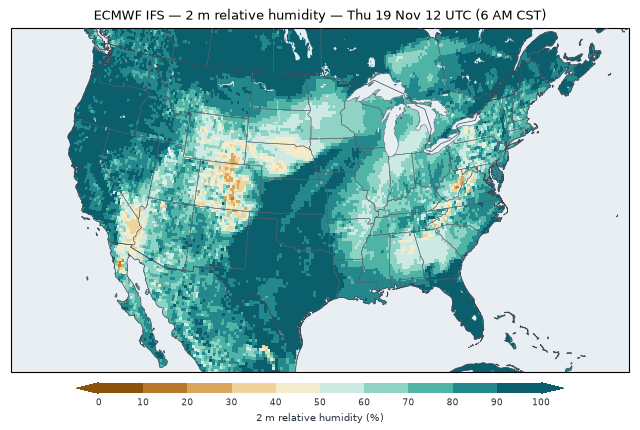 ECMWF IFS — 2 m relative humidity — Thu 19 Nov 12 UTC (6 AM CST)
0 10 20 30 40 50 60 70 80 90 100
2 m relative humidity (%)